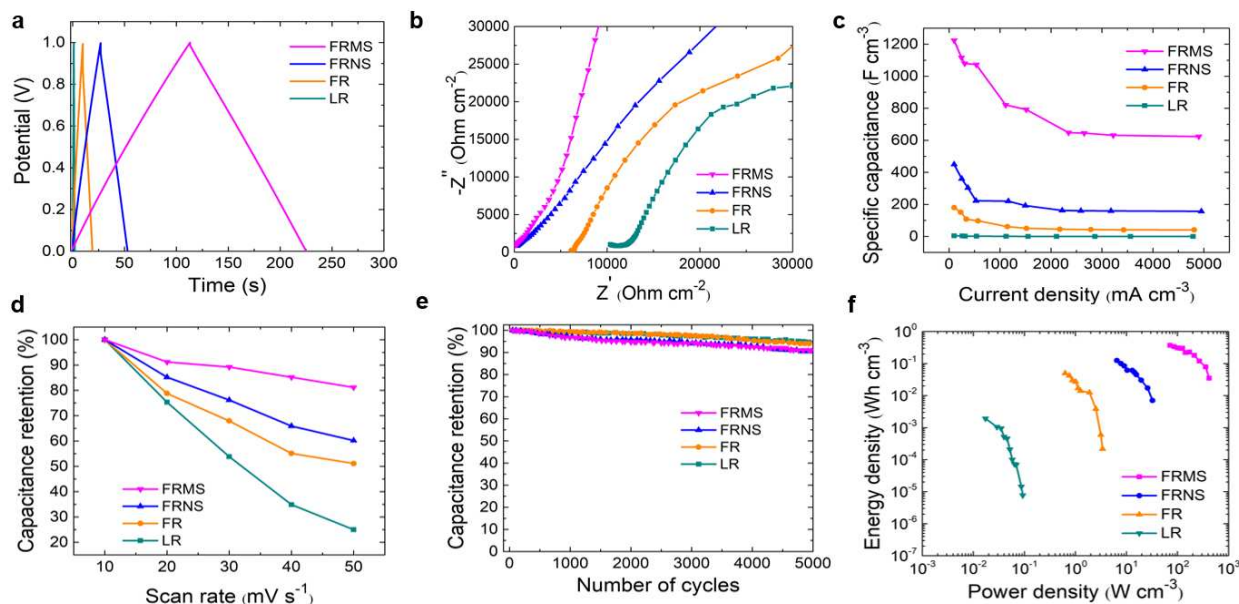 a
Potential (V)
1.0
0.8
0.6
0.4
0.2
0.0
0 50 100 150 200 250 300
Time (s)
FRMS
FRNS
FR
LR
b
-Z″ (Ohm cm⁻²)
30000
25000
20000
15000
10000
5000
0
0 10000 20000 30000
Z' (Ohm cm⁻²)
FRMS
FRNS
FR
LR
c
Specific capacitance (F cm⁻³)
1200
1000
800
600
400
200
0
0 1000 2000 3000 4000 5000
Current density (mA cm⁻³)
FRMS
FRNS
FR
LR
d
Capacitance retention (%)
100
90
80
70
60
50
40
30
20
10 20 30 40 50
Scan rate (mV s⁻¹)
FRMS
FRNS
FR
LR
e
Capacitance retention (%)
100
90
80
70
60
50
40
30
20
10
0
0 1000 2000 3000 4000 5000
Number of cycles
FRMS
FRNS
FR
LR
f
Energy density (Wh cm⁻³)
10⁰
10⁻¹
10⁻²
10⁻³
10⁻⁴
10⁻⁵
10⁻⁶
10⁻⁷
10⁻³ 10⁻² 10⁻¹ 10⁰ 10¹ 10² 10³
Power density (W cm⁻³)
FRMS
FRNS
FR
LR